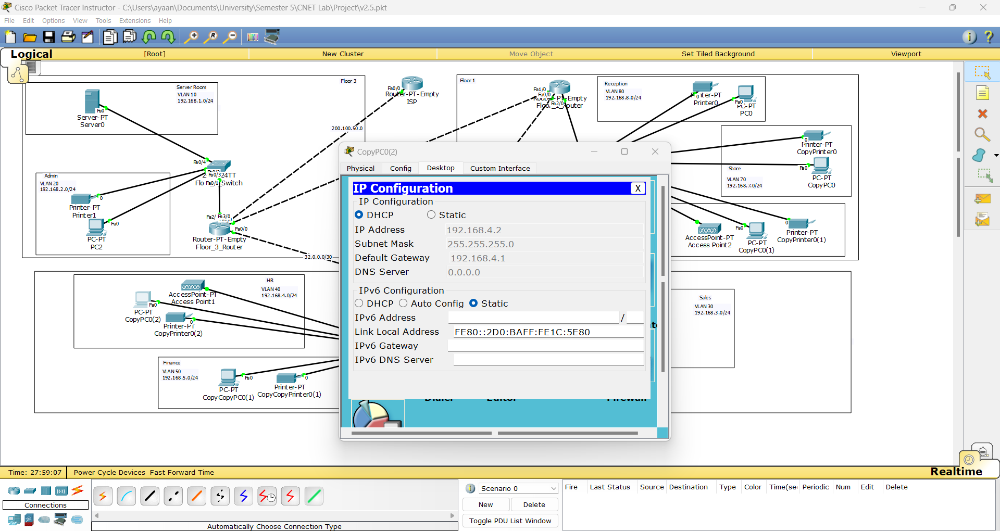 Cisco Packet Tracer Instructor - C:\Users\ayaan\Documents\University\Semester 5\CNET Lab\Project\v2.5.pkt
File Edit Options View Tools Extensions Help
Logical [Root] New Cluster Move Object Set Tiled Background Viewport
Server Room
VLAN 10
192.168.1.0/24
Fa0
Server-PT
Server0
Floor 3
Fa0/0
Router-PT-Empty
ISP
200.100.50.0
Floor 1
Fa1/0
Fa0/0
Router-PT-Empty
Fa2/0
Reception
VLAN 80
192.168.8.0/24
0
Printer0
Fa0
PC-PT
PC0
0
Printer-PT
CopyPrinter0
Store
VLAN 70
192.168.7.0/24
Fa0
PC-PT
CopyPC0
AccessPoint-PT
Access Point2
Fa0
PC-PT
CopyPC0(1)
0
Printer-PT
CopyPrinter0(1)
Fa0/4
Fa0/3
Fa0/1
Switch
Admin
VLAN 20
192.168.2.0/24
0
Printer-PT
Printer1
Fa0
PC-PT
PC2
Fa2/
Fa3/0
Fa0/0
Router-PT-Empty
Floor_3_Router
32.0.0.0/30
HR
VLAN 40
192.168.4.0/24
AccessPoint-PT
Access Point1
Fa0
PC-PT
CopyPC0(2)
0
Printer-PT
CopyPrinter0(2)
Finance
VLAN 50
192.168.5.0/24
Fa0
PC-PT
CopyCopyPC0(1)
0
Printer-PT
CopyCopyPrinter0(1)
Sales
VLAN 30
192.168.3.0/24
CopyPC0(2)
Physical Config Desktop Custom Interface
IP Configuration X
IP Configuration
DHCP Static
IP Address 192.168.4.2
Subnet Mask 255.255.255.0
Default Gateway 192.168.4.1
DNS Server 0.0.0.0
IPv6 Configuration
DHCP Auto Config Static
IPv6 Address /
Link Local Address FE80::2D0:BAFF:FE1C:5E80
IPv6 Gateway
IPv6 DNS Server
Dialer Editor Firewall
Time: 27:59:07 Power Cycle Devices Fast Forward Time
Realtime
Connections
Automatically Choose Connection Type
Scenario 0
New Delete
Toggle PDU List Window
Fire Last Status Source Destination Type Color Time(se Periodic Num Edit Delete